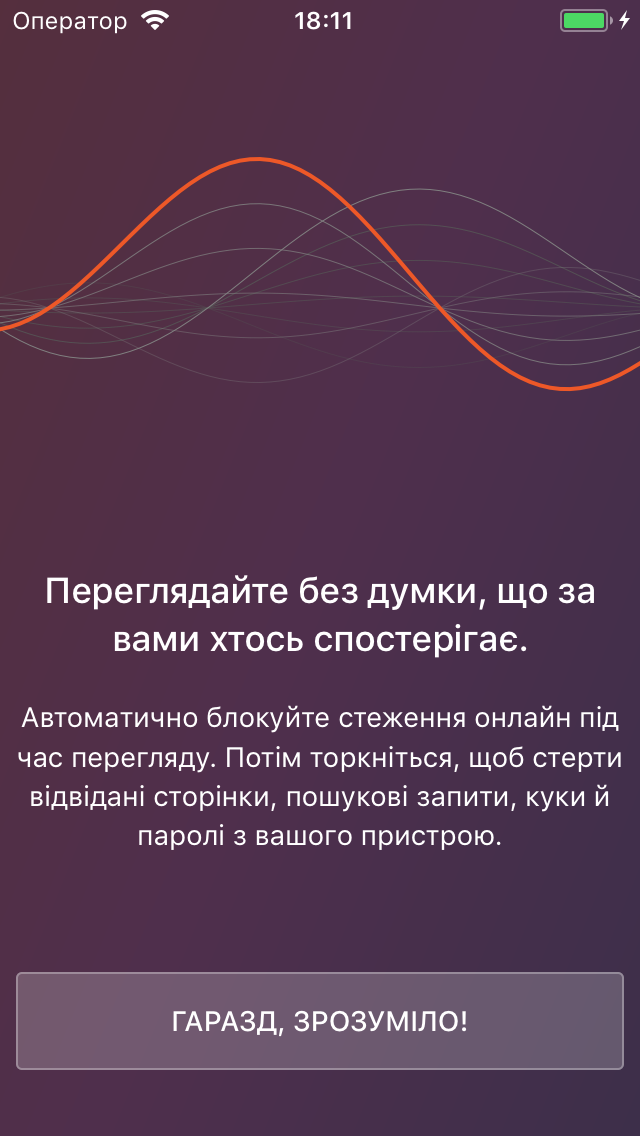 Оператор 18:11
Переглядайте без думки, що за
вами хтось спостерігає.
Автоматично блокуйте стеження онлайн під
час перегляду. Потім торкніться, щоб стерти
відвідані сторінки, пошукові запити, куки й
паролі з вашого пристрою.
ГАРАЗД, ЗРОЗУМІЛО!